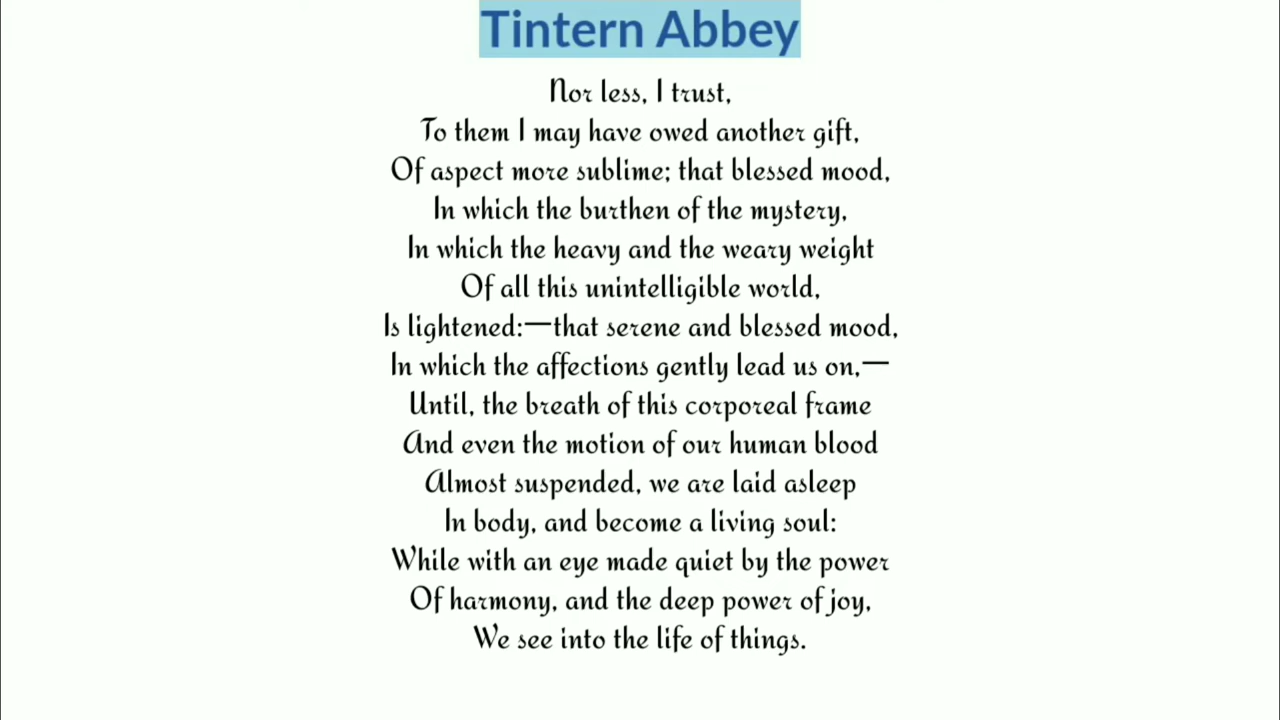 Tintern Abbey
Nor less, I trust,
To them I may have owed another gift,
Of aspect more sublime; that blessed mood,
In which the burthen of the mystery,
In which the heavy and the weary weight
Of all this unintelligible world,
Is lightened:—that serene and blessed mood,
In which the affections gently lead us on,—
Until, the breath of this corporeal frame
And even the motion of our human blood
Almost suspended, we are laid asleep
In body, and become a living soul:
While with an eye made quiet by the power
Of harmony, and the deep power of joy,
We see into the life of things.